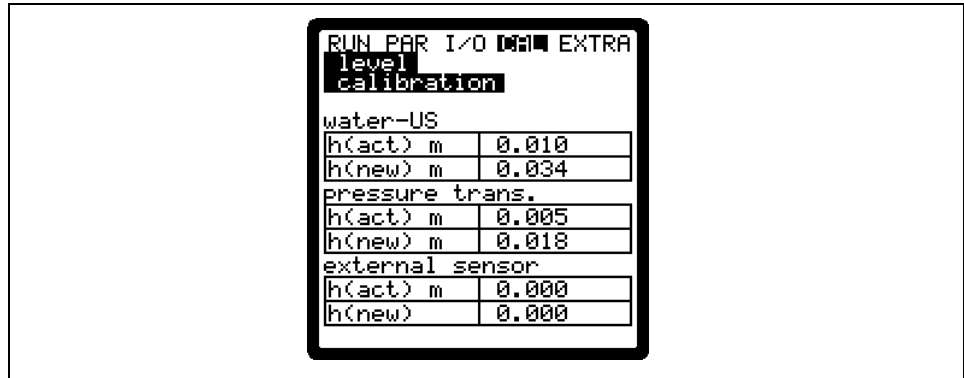 RUN PAR I/O CAL EXTRA
level
calibration
water-US
h(act) m 0.010
h(new) m 0.034
pressure trans.
h(act) m 0.005
h(new) m 0.018
external sensor
h(act) m 0.000
h(new) 0.000